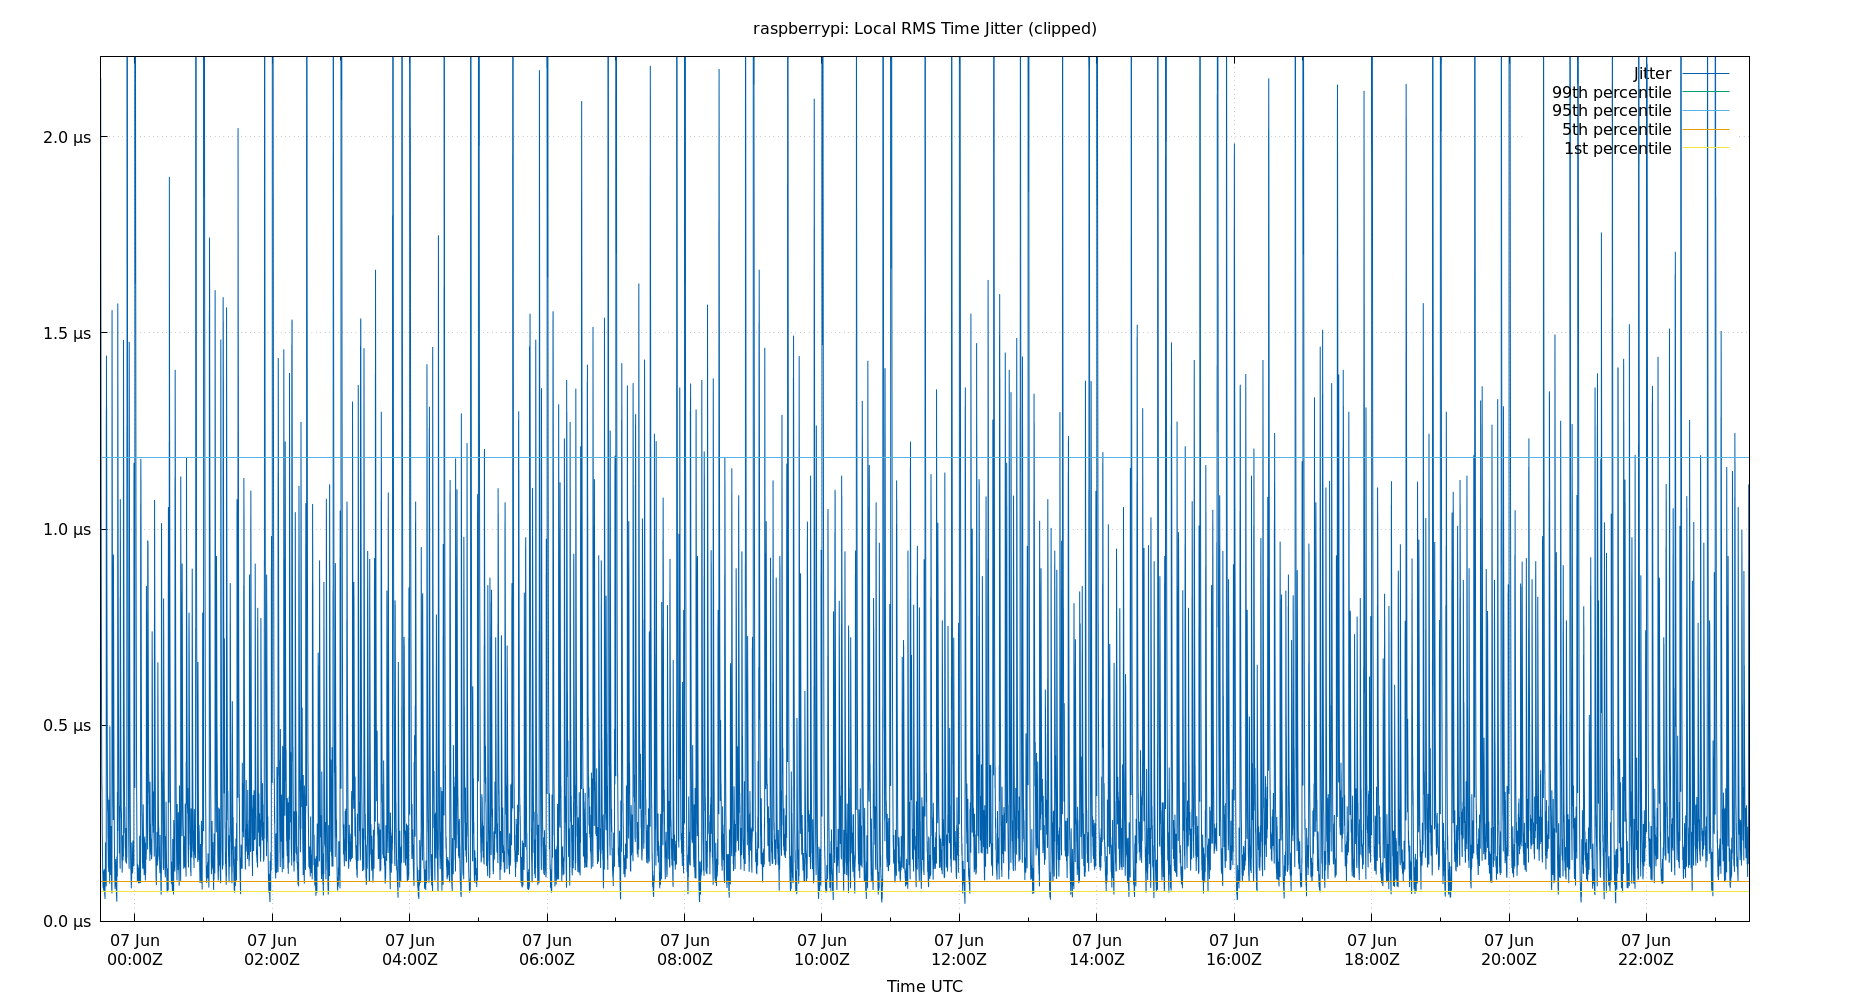 raspberrypi: Local RMS Time Jitter (clipped)
Jitter
99th percentile
95th percentile
5th percentile
1st percentile
2.0 µs
1.5 µs
1.0 µs
0.5 µs
0.0 µs
07 Jun 07 Jun 07 Jun 07 Jun 07 Jun 07 Jun 07 Jun 07 Jun 07 Jun 07 Jun 07 Jun 07 Jun
00:00Z 02:00Z 04:00Z 06:00Z 08:00Z 10:00Z 12:00Z 14:00Z 16:00Z 18:00Z 20:00Z 22:00Z
Time UTC